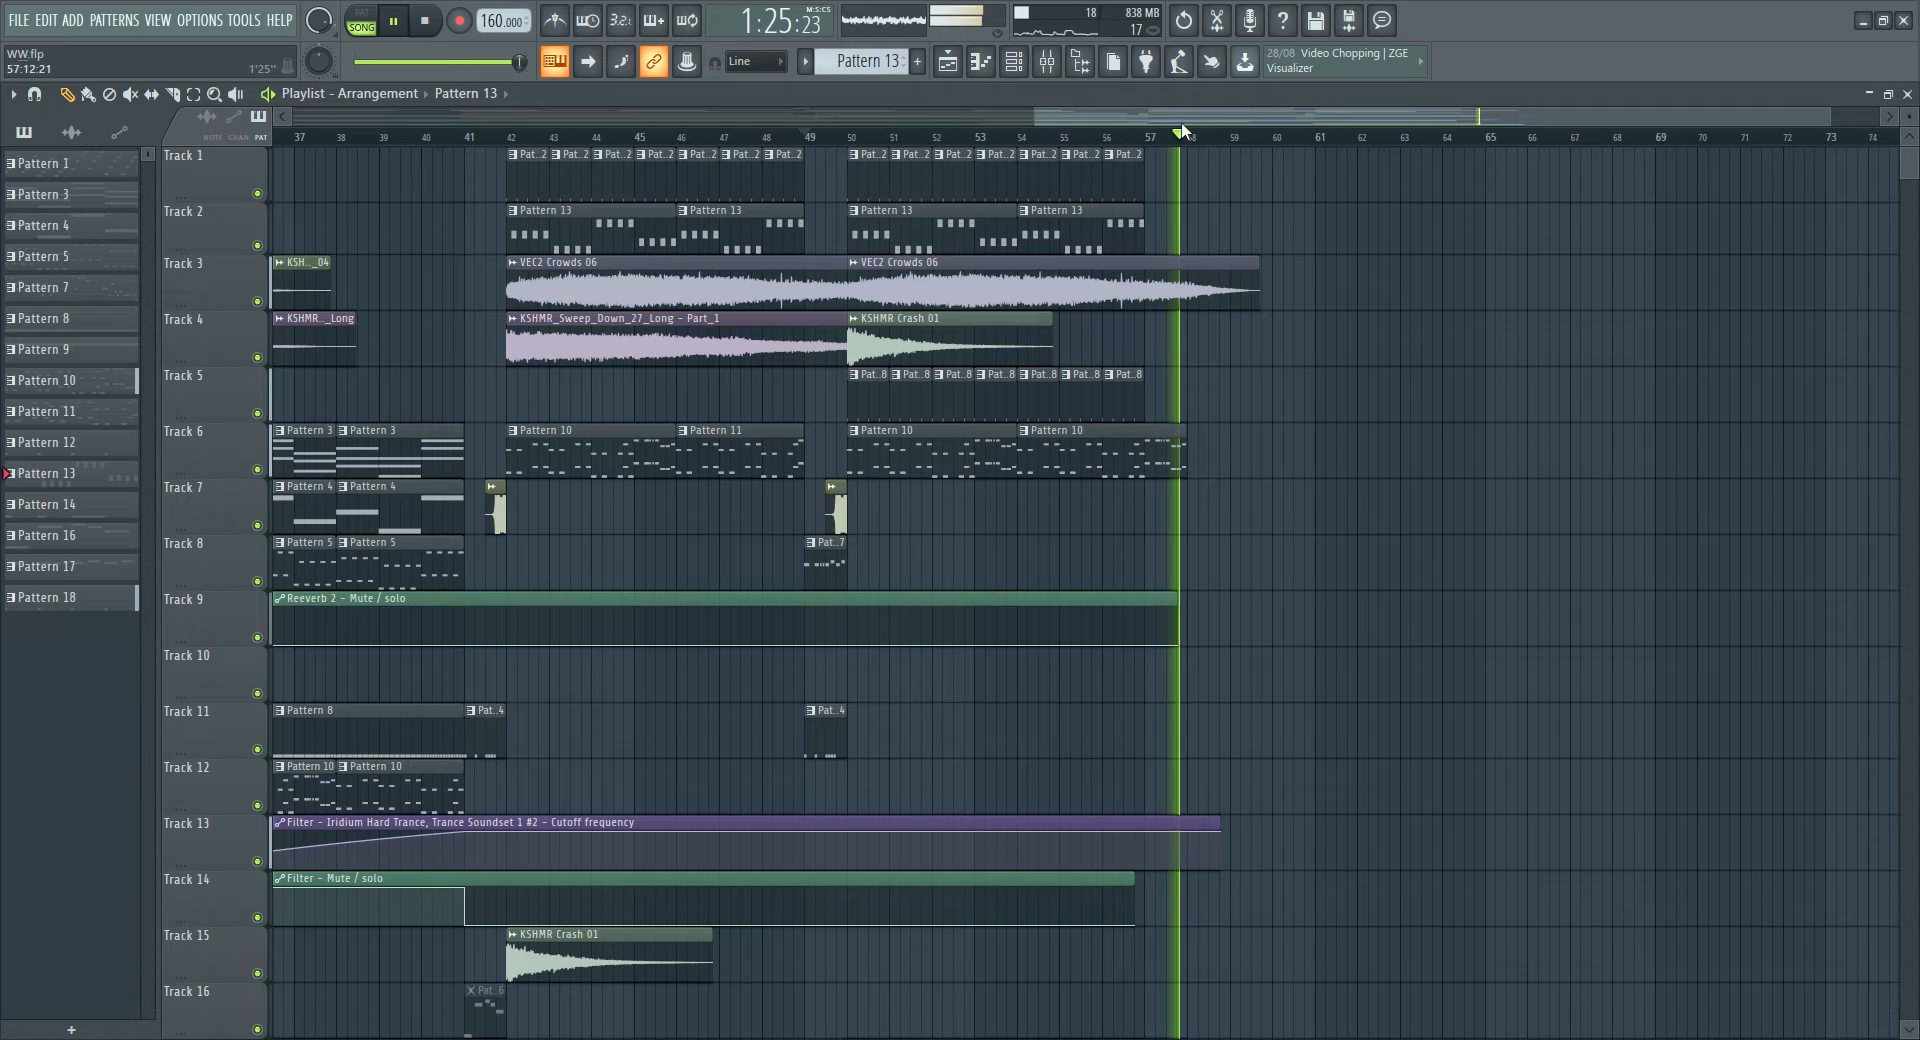 FILE EDIT ADD PATTERNS VIEW OPTIONS TOOLS HELP
PAT
SONG
160.000
3.2.
1:25:23
M:S:CS
18
838 MB
17
WW.flp
57:12:21
1'25"
Line
Pattern 13
28/08 Video Chopping | ZGE
Visualizer
Playlist - Arrangement
Pattern 13
NOTE CHAN PAT
37 38 39 40 41 42 43 44 45 46 47 48 49 50 51 52 53 54 55 56 57 58 59 60 61 62 63 64 65 66 67 68 69 70 71 72 73 74
Pattern 1
Pattern 3
Pattern 4
Pattern 5
Pattern 7
Pattern 8
Pattern 9
Pattern 10
Pattern 11
Pattern 12
Pattern 13
Pattern 14
Pattern 16
Pattern 17
Pattern 18
Track 1
Pat..2 Pat..2 Pat..2 Pat..2 Pat..2 Pat..2 Pat..2 Pat..2 Pat..2 Pat..2 Pat..2 Pat..2 Pat..2 Pat..2
Track 2
Pattern 13 Pattern 13 Pattern 13 Pattern 13
Track 3
KSH.._04 VEC2 Crowds 06 VEC2 Crowds 06
Track 4
KSHMR.._Long KSHMR_Sweep_Down_27_Long - Part_1 KSHMR Crash 01
Track 5
Pat..8 Pat..8 Pat..8 Pat..8 Pat..8 Pat..8 Pat..8
Track 6
Pattern 3 Pattern 3 Pattern 10 Pattern 11 Pattern 10 Pattern 10
Track 7
Pattern 4 Pattern 4
Track 8
Pattern 5 Pattern 5 Pat..7
Track 9
Reeverb 2 - Mute / solo
Track 10
Track 11
Pattern 8 Pat..4 Pat..4
Track 12
Pattern 10 Pattern 10
Track 13
Filter - Iridium Hard Trance, Trance Soundset 1 #2 - Cutoff frequency
Track 14
Filter - Mute / solo
Track 15
KSHMR Crash 01
Track 16
Pat..6